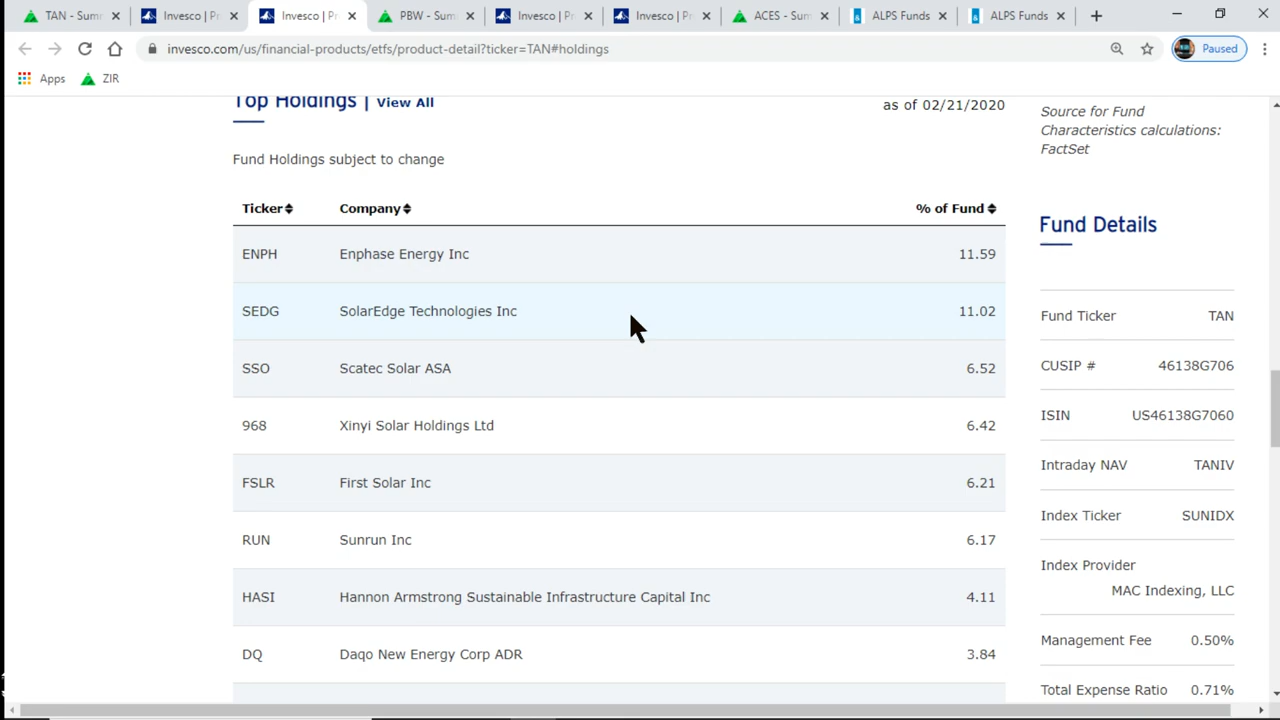 TAN - Summ
Invesco | Pr
Invesco | Pr
PBW - Sum
Invesco | Pr
Invesco | Pr
ACES - Sum
ALPS Funds
ALPS Funds
invesco.com/us/financial-products/etfs/product-detail?ticker=TAN#holdings
Paused
Apps
ZIR
Top Holdings | View All
as of 02/21/2020
Fund Holdings subject to change
Ticker Company % of Fund
ENPH Enphase Energy Inc 11.59
SEDG SolarEdge Technologies Inc 11.02
SSO Scatec Solar ASA 6.52
968 Xinyi Solar Holdings Ltd 6.42
FSLR First Solar Inc 6.21
RUN Sunrun Inc 6.17
HASI Hannon Armstrong Sustainable Infrastructure Capital Inc 4.11
DQ Daqo New Energy Corp ADR 3.84
Source for Fund
Characteristics calculations:
FactSet
Fund Details
Fund Ticker TAN
CUSIP # 46138G706
ISIN US46138G7060
Intraday NAV TANIV
Index Ticker SUNIDX
Index Provider
MAC Indexing, LLC
Management Fee 0.50%
Total Expense Ratio 0.71%